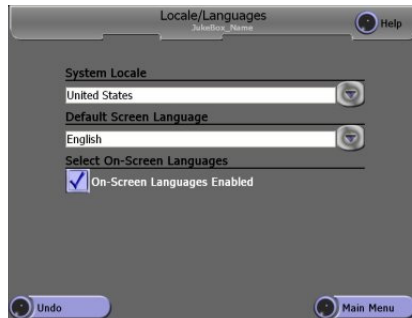 Locale/Languages
JukeBox_Name
Help
System Locale
United States
Default Screen Language
English
Select On-Screen Languages
On-Screen Languages Enabled
Undo
Main Menu